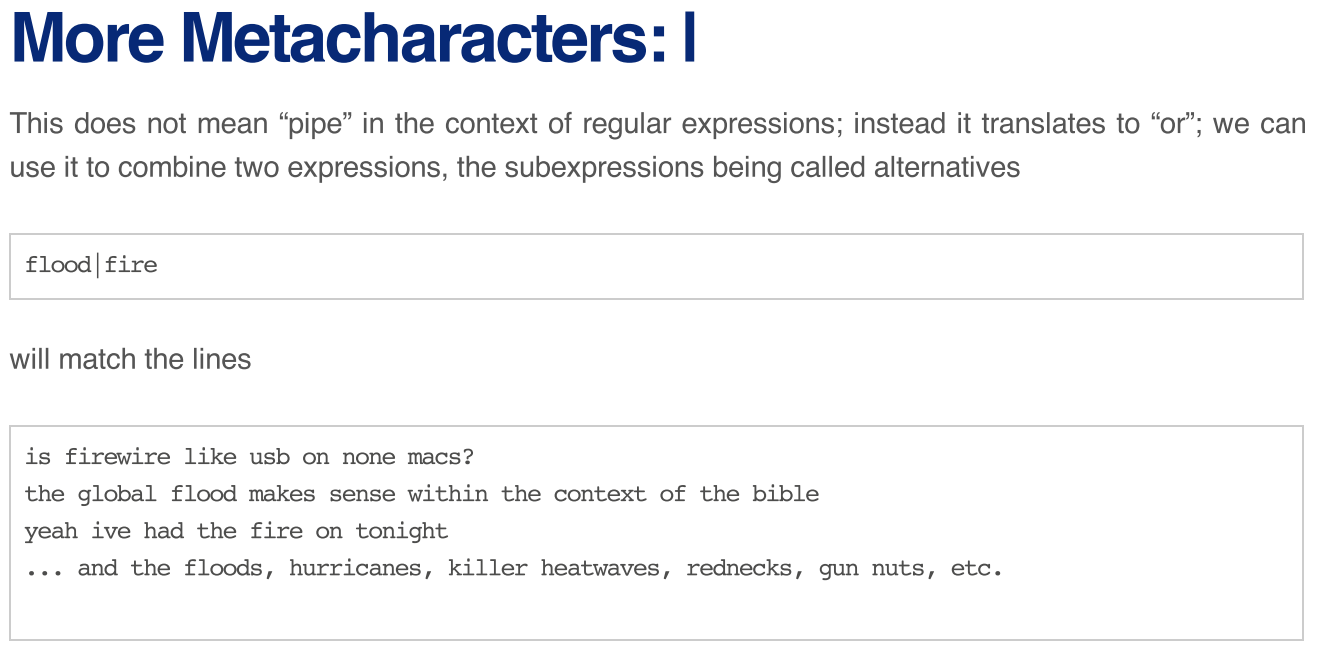 More Metacharacters: |
This does not mean “pipe” in the context of regular expressions; instead it translates to “or”; we can
use it to combine two expressions, the subexpressions being called alternatives
flood|fire
will match the lines
is firewire like usb on none macs?
the global flood makes sense within the context of the bible
yeah ive had the fire on tonight
... and the floods, hurricanes, killer heatwaves, rednecks, gun nuts, etc.